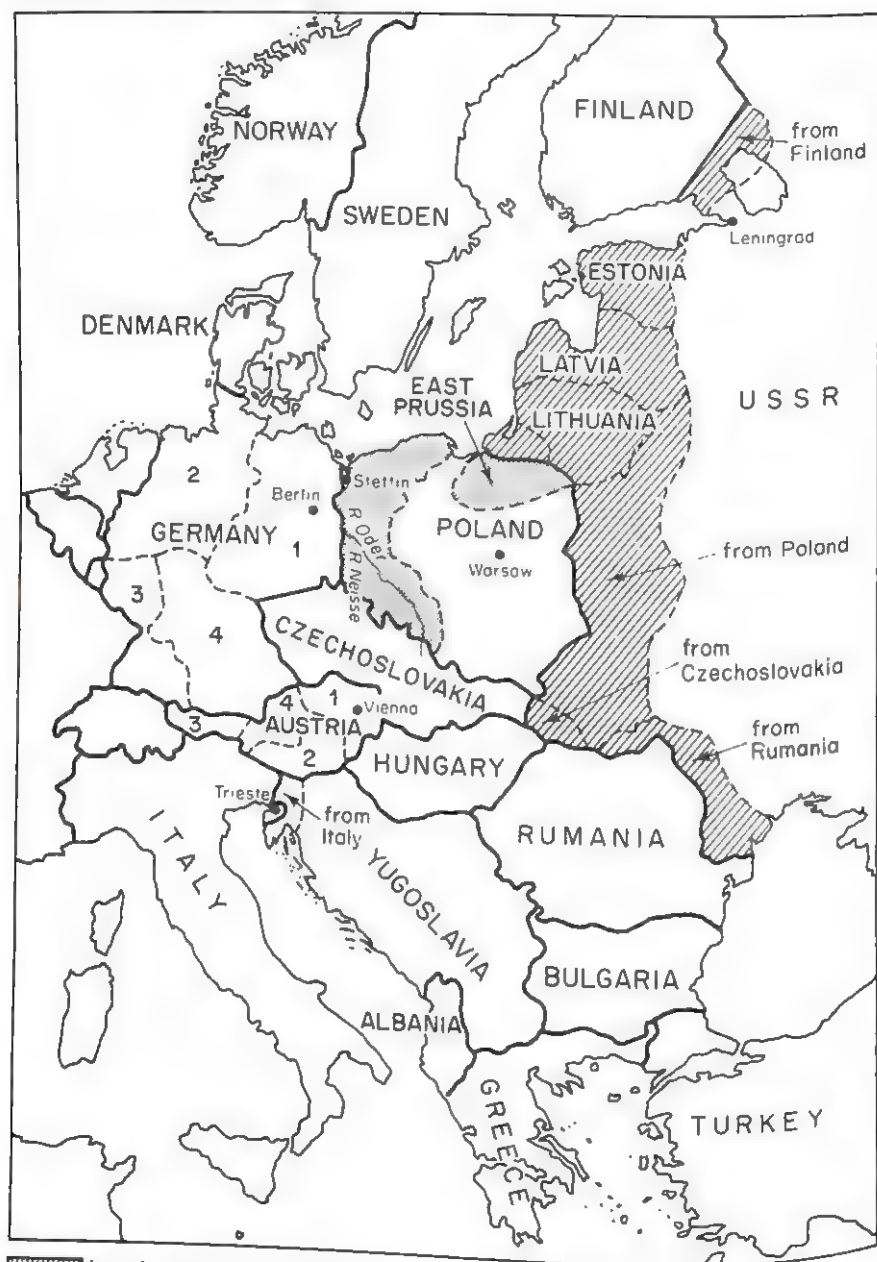 NORWAY
FINLAND
from
Finland
SWEDEN
Leningrad
ESTONIA
DENMARK
LATVIA
EAST
PRUSSIA
LITHUANIA
USSR
2
Stettin
Berlin
GERMANY
1
R Oder
R Neisse
POLAND
Warsaw
from Poland
3
4
CZECHOSLOVAKIA
from
Czechoslovakia
4
1
Vienna
3
AUSTRIA
2
from
Rumania
HUNGARY
Trieste
from
Italy
ITALY
RUMANIA
YUGOSLAVIA
BULGARIA
ALBANIA
GREECE
TURKEY